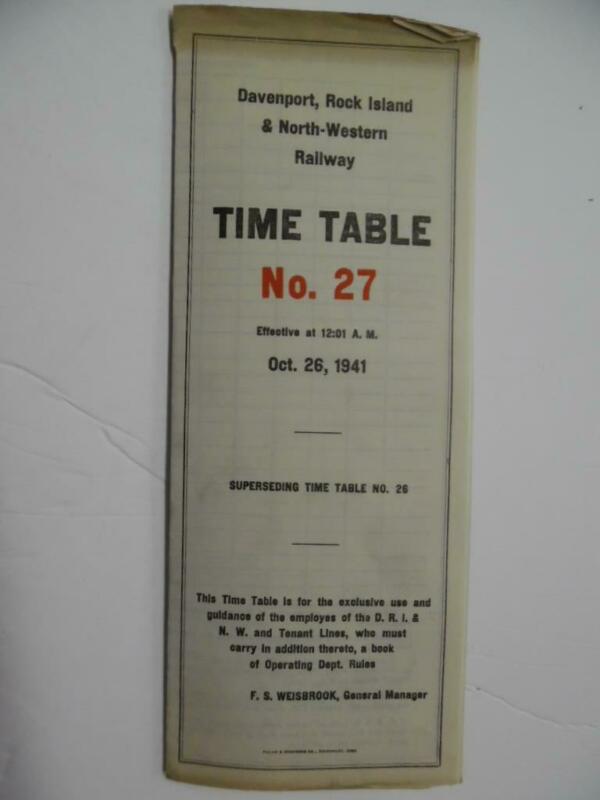 Davenport, Rock Island
& North-Western
Railway
TIME TABLE
No. 27
Effective at 12:01 A. M.
Oct. 26, 1941
SUPERSEDING TIME TABLE NO. 26
This Time Table is for the exclusive use and
guidance of the employes of the D. R. I. &
N. W. and Tenant Lines, who must
carry in addition thereto, a book
of Operating Dept. Rules
F. S. WEISBROOK, General Manager